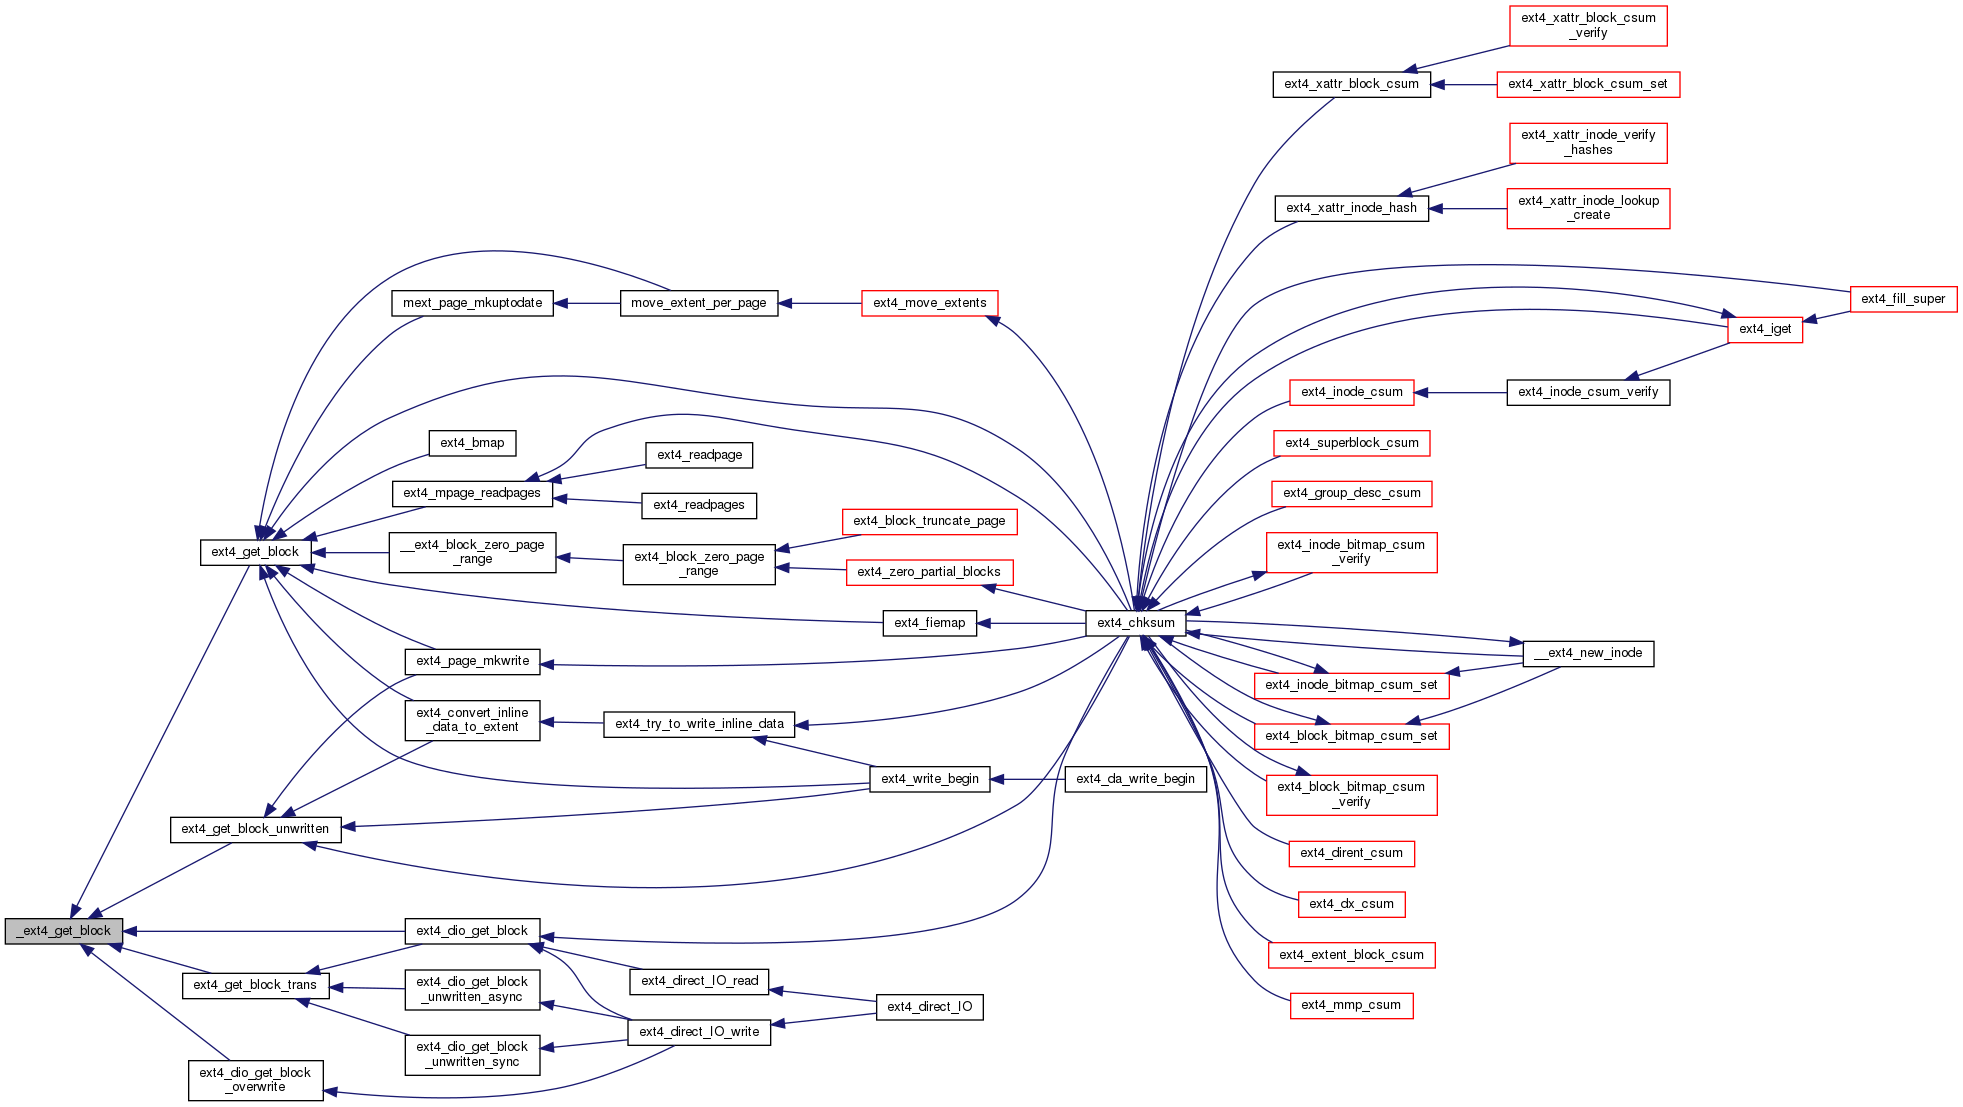 ext4_xattr_block_csum
_verify
ext4_xattr_block_csum
ext4_xattr_block_csum_set
ext4_xattr_inode_verify
_hashes
ext4_xattr_inode_hash
ext4_xattr_inode_lookup
_create
mext_page_mkuptodate
move_extent_per_page
ext4_move_extents
ext4_fill_super
ext4_iget
ext4_inode_csum
ext4_inode_csum_verify
ext4_bmap
ext4_readpage
ext4_superblock_csum
ext4_mpage_readpages
ext4_readpages
ext4_group_desc_csum
ext4_block_truncate_page
ext4_get_block
__ext4_block_zero_page
_range
ext4_block_zero_page
_range
ext4_zero_partial_blocks
ext4_inode_bitmap_csum
_verify
ext4_fiemap
ext4_chksum
ext4_page_mkwrite
__ext4_new_inode
ext4_inode_bitmap_csum_set
ext4_convert_inline
_data_to_extent
ext4_try_to_write_inline_data
ext4_block_bitmap_csum_set
ext4_write_begin
ext4_da_write_begin
ext4_block_bitmap_csum
_verify
ext4_get_block_unwritten
ext4_dirent_csum
ext4_dx_csum
_ext4_get_block
ext4_dio_get_block
ext4_extent_block_csum
ext4_get_block_trans
ext4_dio_get_block
_unwritten_async
ext4_direct_IO_read
ext4_direct_IO
ext4_mmp_csum
ext4_direct_IO_write
ext4_dio_get_block
_unwritten_sync
ext4_dio_get_block
_overwrite